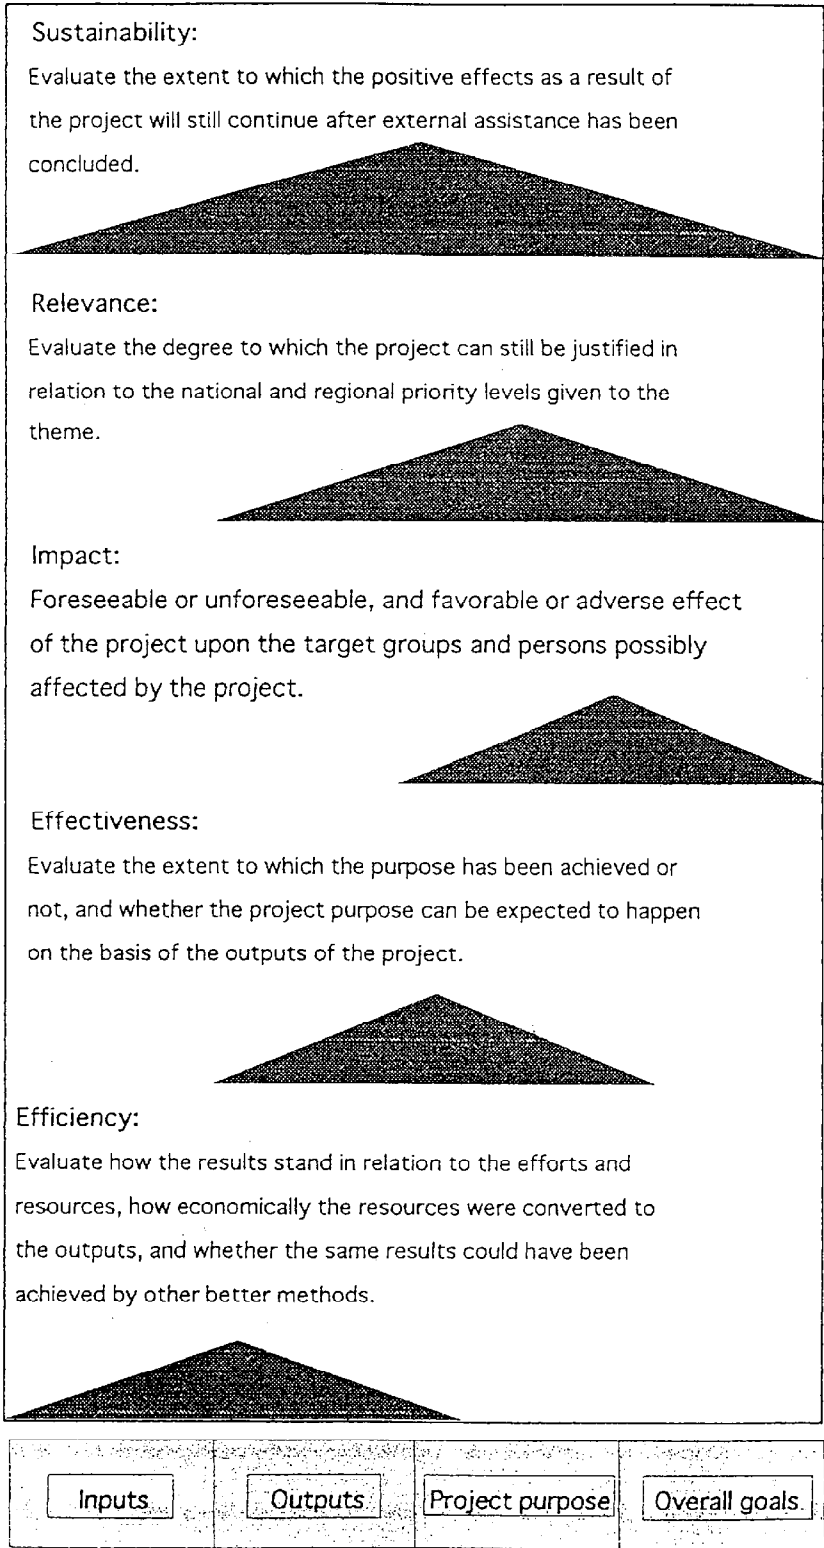 Sustainability:
Evaluate the extent to which the positive effects as a result of
the project will still continue after external assistance has been
concluded.
Relevance:
Evaluate the degree to which the project can still be justified in
relation to the national and regional priority levels given to the
theme.
Impact:
Foreseeable or unforeseeable, and favorable or adverse effect
of the project upon the target groups and persons possibly
affected by the project.
Effectiveness:
Evaluate the extent to which the purpose has been achieved or
not, and whether the project purpose can be expected to happen
on the basis of the outputs of the project.
Efficiency:
Evaluate how the results stand in relation to the efforts and
resources, how economically the resources were converted to
the outputs, and whether the same results could have been
achieved by other better methods.
Inputs Outputs Project purpose Overall goals.